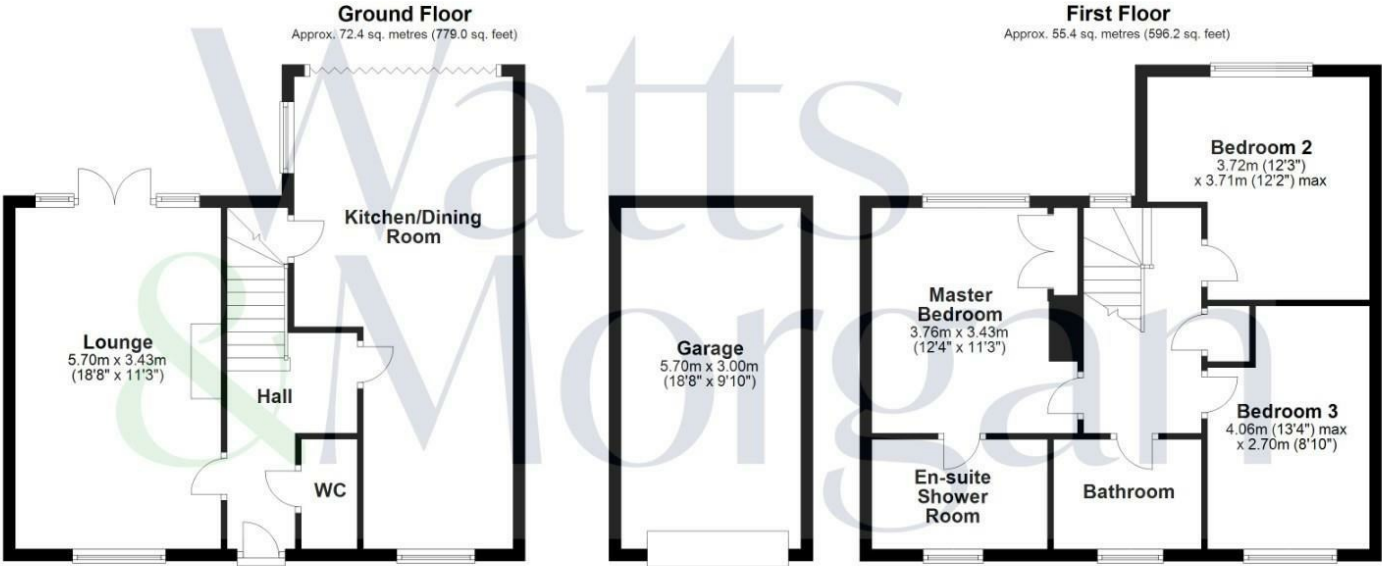 Ground Floor
Approx. 72.4 sq. metres (779.0 sq. feet)
Kitchen/Dining
Room
Lounge
5.70m x 3.43m
(18'8" x 11'3")
Hall
WC
Garage
5.70m x 3.00m
(18'8" x 9'10")
First Floor
Approx. 55.4 sq. metres (596.2 sq. feet)
Bedroom 2
3.72m (12'3")
x 3.71m (12'2") max
Master
Bedroom
3.76m x 3.43m
(12'4" x 11'3")
Bedroom 3
4.06m (13'4") max
x 2.70m (8'10")
En-suite
Shower
Room
Bathroom
Watts
& Morgan